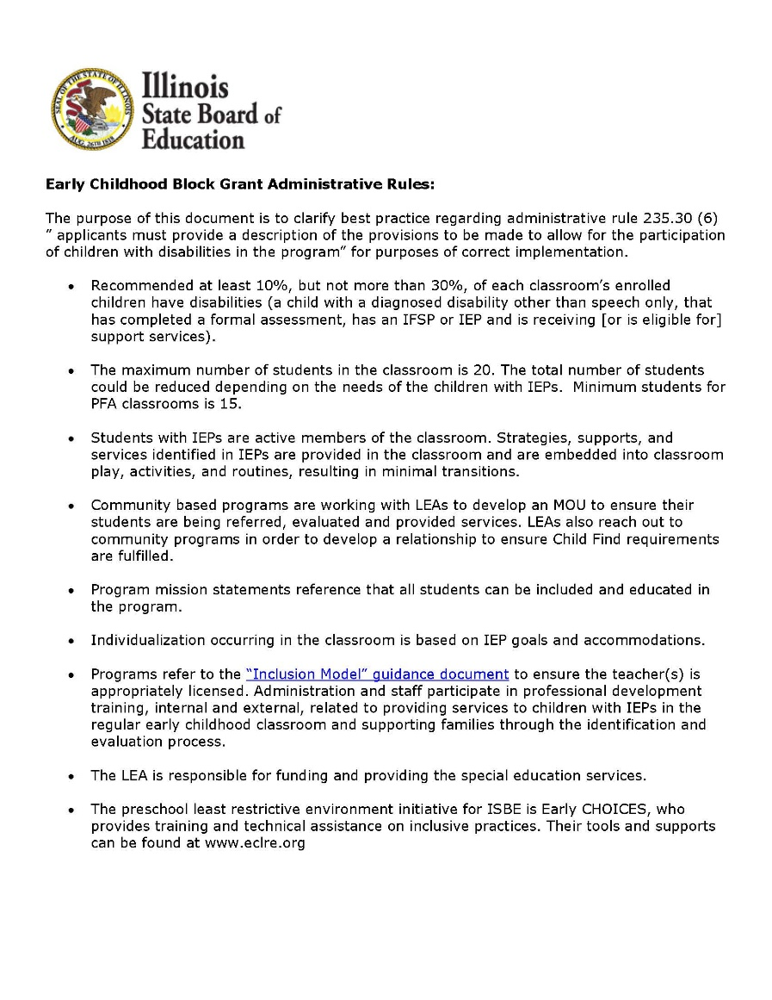 SEAL OF THE STATE OF ILLINOIS
AUG. 26TH 1818
Illinois
State Board of
Education
Early Childhood Block Grant Administrative Rules:
The purpose of this document is to clarify best practice regarding administrative rule 235.30 (6)
” applicants must provide a description of the provisions to be made to allow for the participation
of children with disabilities in the program” for purposes of correct implementation.
• Recommended at least 10%, but not more than 30%, of each classroom’s enrolled
children have disabilities (a child with a diagnosed disability other than speech only, that
has completed a formal assessment, has an IFSP or IEP and is receiving [or is eligible for]
support services).
• The maximum number of students in the classroom is 20. The total number of students
could be reduced depending on the needs of the children with IEPs.  Minimum students for
PFA classrooms is 15.
• Students with IEPs are active members of the classroom. Strategies, supports, and
services identified in IEPs are provided in the classroom and are embedded into classroom
play, activities, and routines, resulting in minimal transitions.
• Community based programs are working with LEAs to develop an MOU to ensure their
students are being referred, evaluated and provided services. LEAs also reach out to
community programs in order to develop a relationship to ensure Child Find requirements
are fulfilled.
• Program mission statements reference that all students can be included and educated in
the program.
• Individualization occurring in the classroom is based on IEP goals and accommodations.
• Programs refer to the “Inclusion Model” guidance document to ensure the teacher(s) is
appropriately licensed. Administration and staff participate in professional development
training, internal and external, related to providing services to children with IEPs in the
regular early childhood classroom and supporting families through the identification and
evaluation process.
• The LEA is responsible for funding and providing the special education services.
• The preschool least restrictive environment initiative for ISBE is Early CHOICES, who
provides training and technical assistance on inclusive practices. Their tools and supports
can be found at www.eclre.org